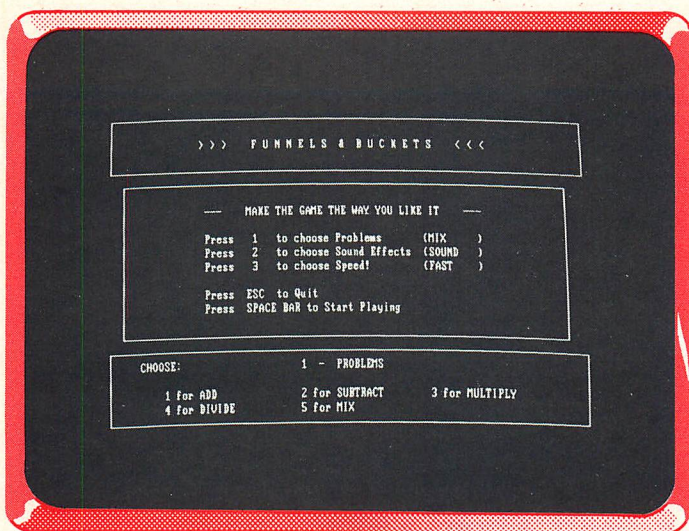 >>> FUNNELS & BUCKETS <<<
--- MAKE THE GAME THE WAY YOU LIKE IT ---
Press 1 to choose Problems (MIX )
Press 2 to choose Sound Effects (SOUND )
Press 3 to choose Speed! (FAST )
Press ESC to Quit
Press SPACE BAR to Start Playing
CHOOSE: 1 - PROBLEMS
1 for ADD 2 for SUBTRACT 3 for MULTIPLY
4 for DIVIDE 5 for MIX